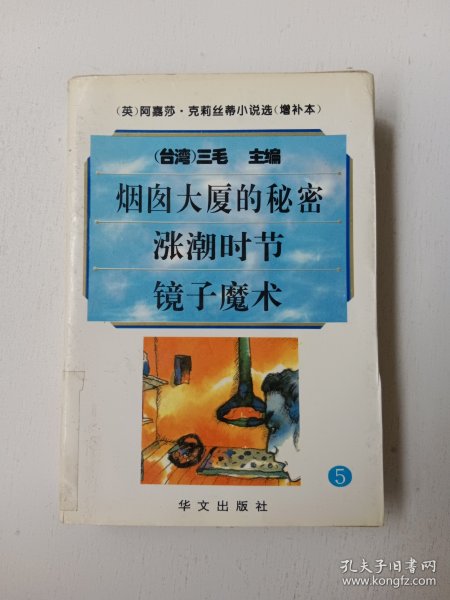 (英)阿嘉莎·克莉丝蒂小说选(增补本)
(台湾)三毛 主编
烟囱大厦的秘密
涨潮时节
镜子魔术
5
华文出版社
孔夫子旧书网
www.kongfz.com